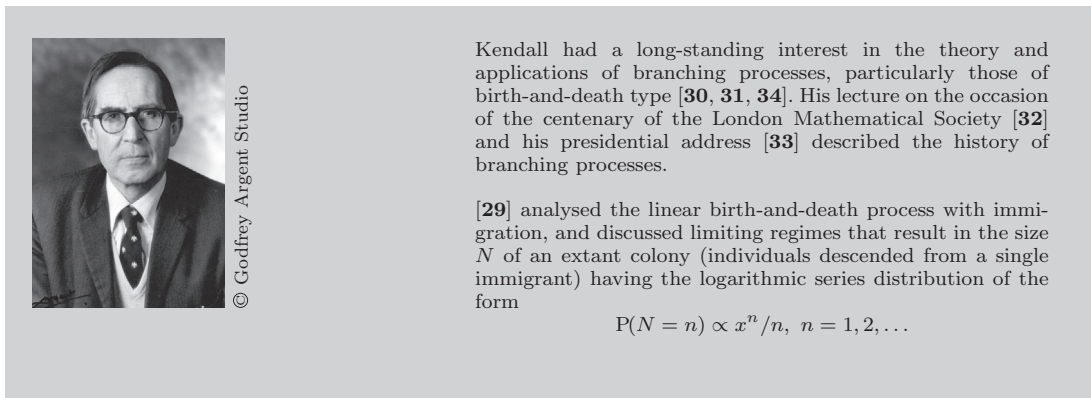 © Godfrey Argent Studio
Kendall had a long-standing interest in the theory and
applications of branching processes, particularly those of
birth-and-death type [30, 31, 34]. His lecture on the occasion
of the centenary of the London Mathematical Society [32]
and his presidential address [33] described the history of
branching processes.
[29] analysed the linear birth-and-death process with immi-
gration, and discussed limiting regimes that result in the size
N of an extant colony (individuals descended from a single
immigrant) having the logarithmic series distribution of the
form
P(N = n) ∝ xⁿ/n, n = 1, 2, . . .